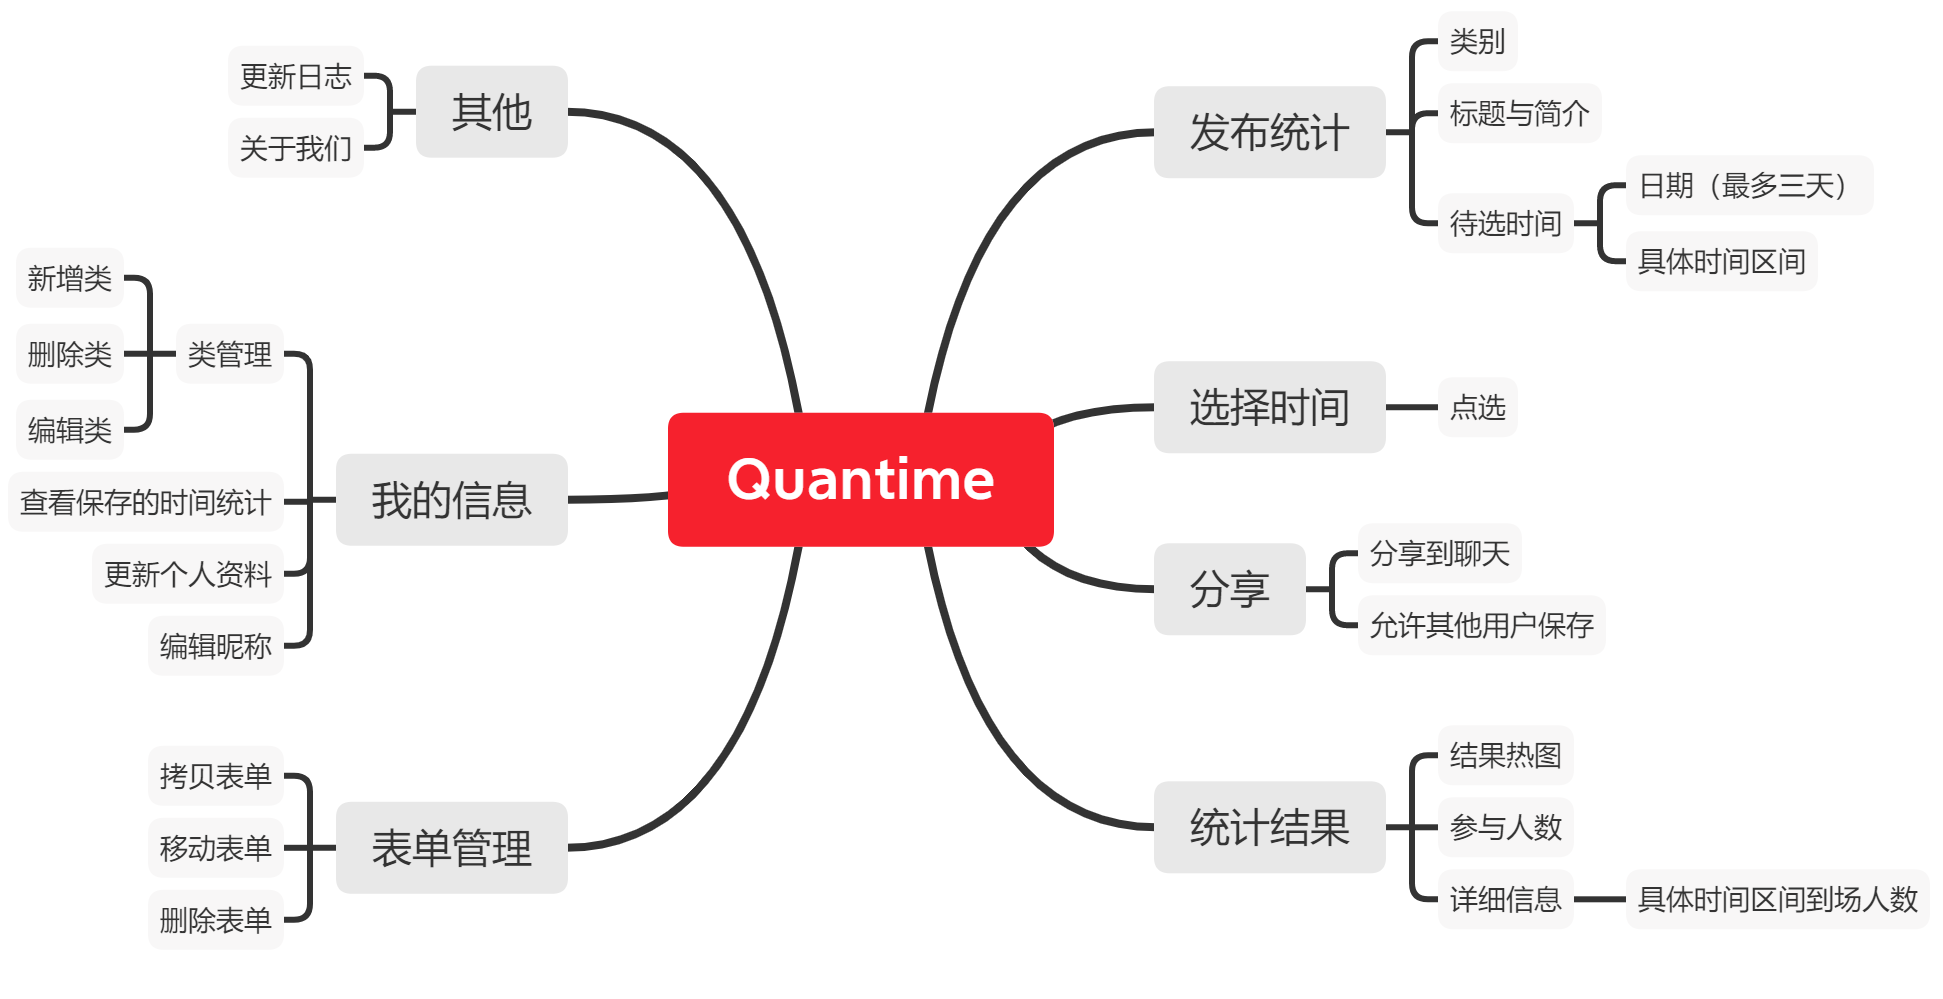 Quantime
发布统计
类别
标题与简介
待选时间
日期（最多三天）
具体时间区间
选择时间
点选
分享
分享到聊天
允许其他用户保存
统计结果
结果热图
参与人数
详细信息
具体时间区间到场人数
其他
更新日志
关于我们
我的信息
类管理
新增类
删除类
编辑类
查看保存的时间统计
更新个人资料
编辑昵称
表单管理
拷贝表单
移动表单
删除表单